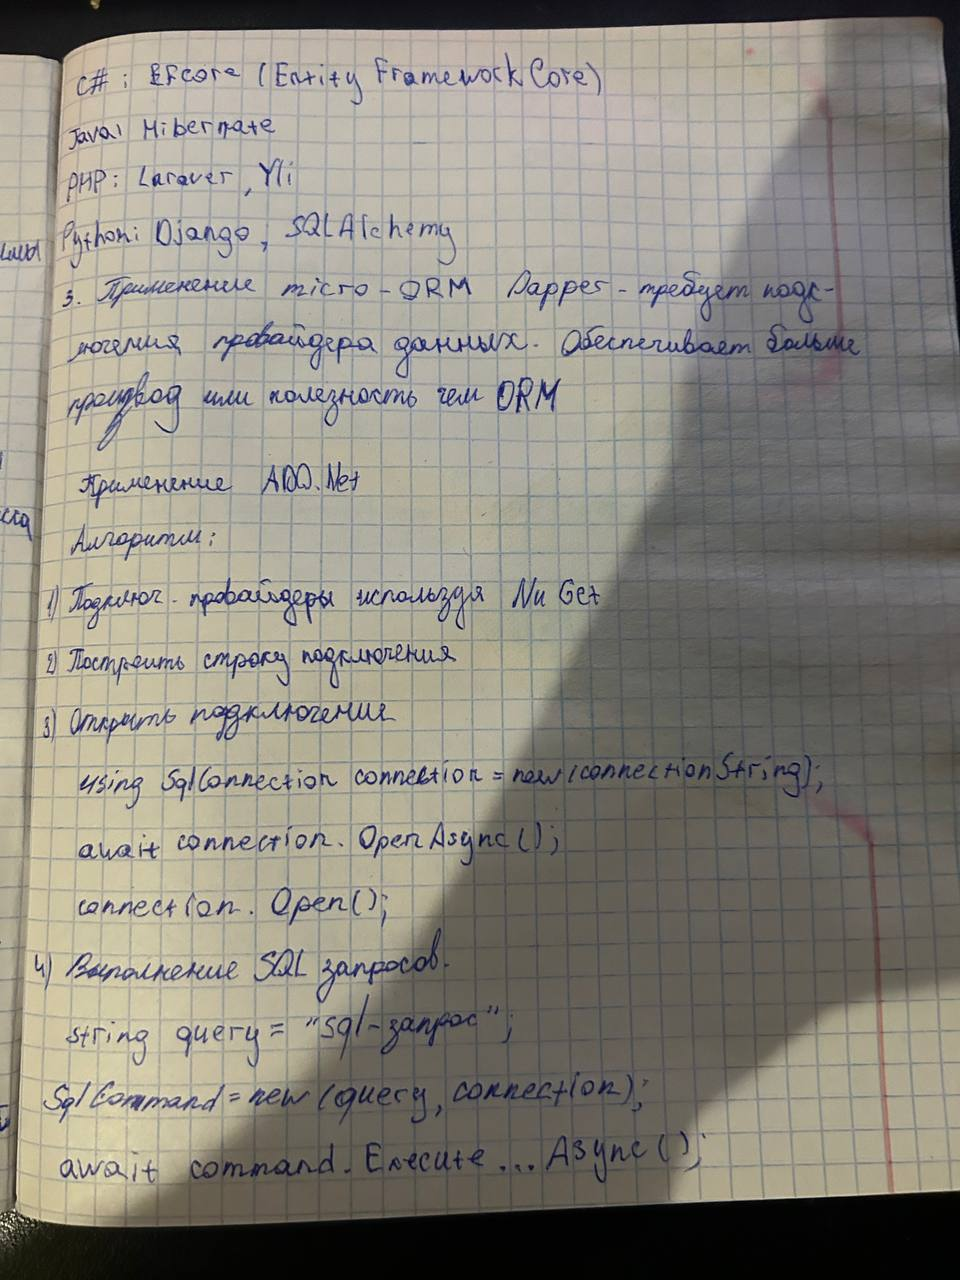 C# : EFcore (Entity Framework Core)
Java: Hibernate
PHP: Laravel, Yii
Python: Django, SQLAlchemy
3. Применение micro-ORM Dapper - требует подк-
лючения провайдера данных. Обеспечивает больше
производ или полезность чем ORM
Применение ADO.Net
Алгоритм:
1) Подключ. провайдеры используя NuGet
2) Построить строку подключения
3) Открыть подключение
using SqlConnection connection = new(connectionString);
await connection.OpenAsync();
connection.Open();
4) Выполнение SQL запросов.
string query = "sql-запрос";
SqlCommand = new (query, connection);
await command.Execute...Async();